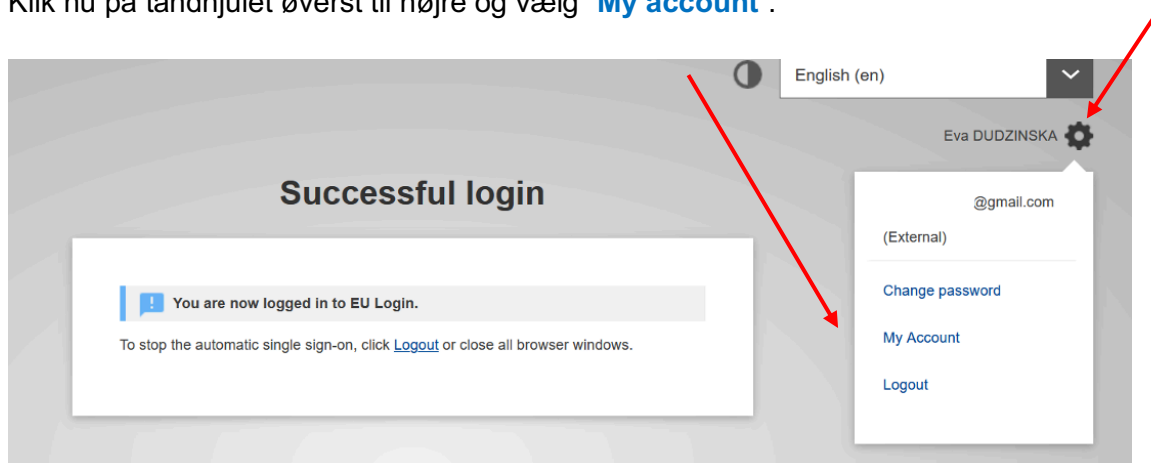 Klik nu på tandhjulet øverst til højre og vælg "My account".
English (en)
Eva DUDZINSKA
Successful login
@gmail.com
(External)
You are now logged in to EU Login.
Change password
To stop the automatic single sign-on, click Logout or close all browser windows.
My Account
Logout